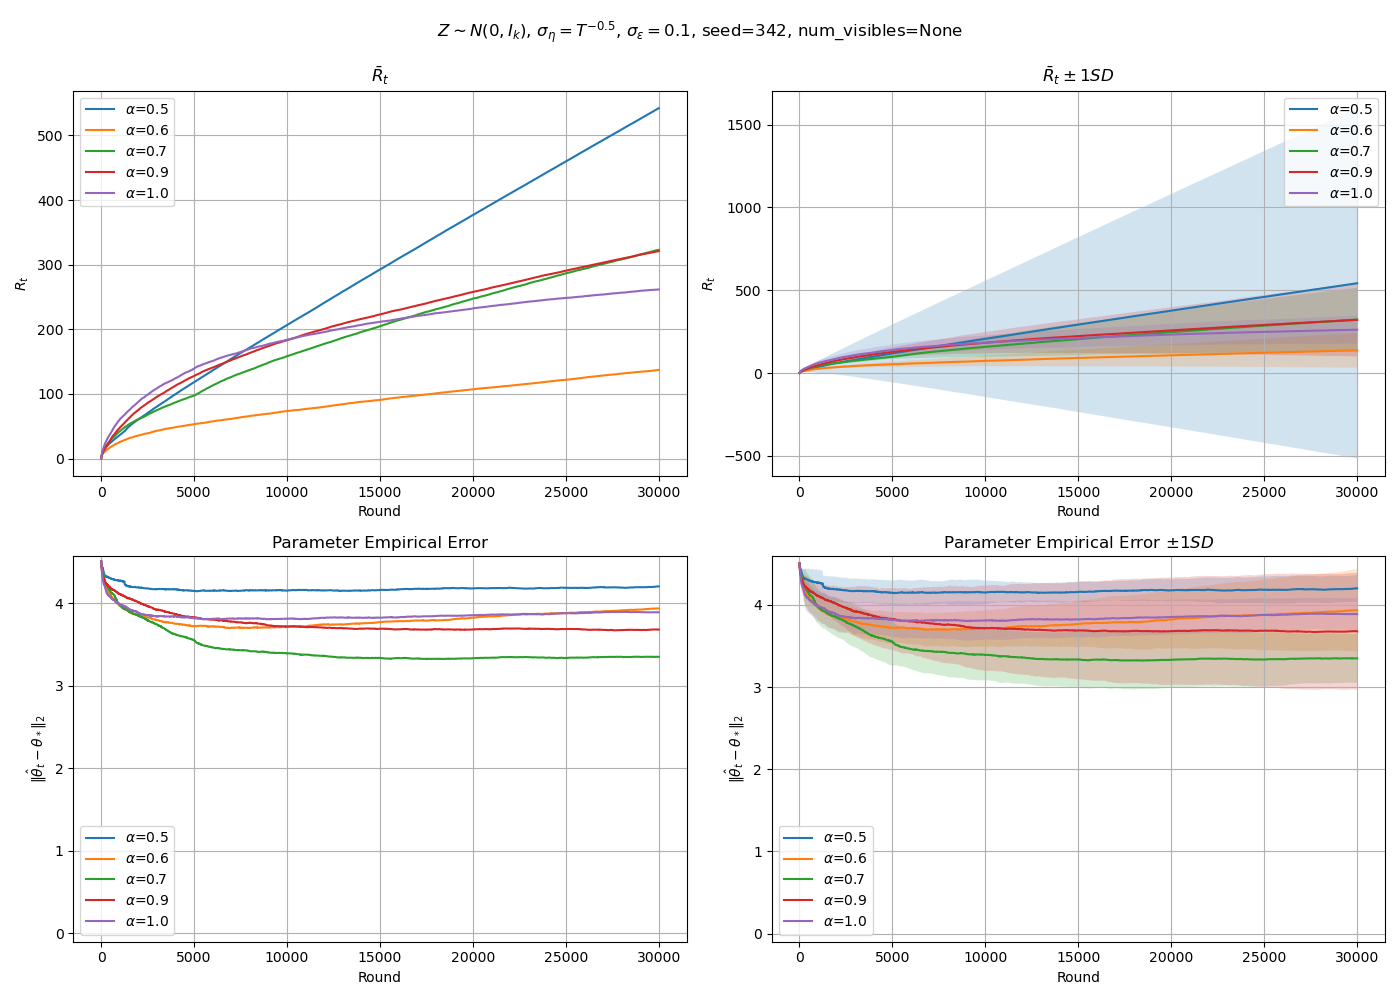 Z ∼ N(0, I_k), σ_η = T^{−0.5}, σ_ε = 0.1, seed=342, num_visibles=None
R̄_t
R_t
500
400
300
200
100
0
α=0.5
α=0.6
α=0.7
α=0.9
α=1.0
0 5000 10000 15000 20000 25000 30000
Round
R̄_t ± 1SD
R_t
1500
1000
500
0
−500
α=0.5
α=0.6
α=0.7
α=0.9
α=1.0
0 5000 10000 15000 20000 25000 30000
Round
Parameter Empirical Error
‖θ̂_t − θ_*‖_2
4
3
2
1
0
α=0.5
α=0.6
α=0.7
α=0.9
α=1.0
0 5000 10000 15000 20000 25000 30000
Round
Parameter Empirical Error ±1SD
‖θ̂_t − θ_*‖_2
4
3
2
1
0
α=0.5
α=0.6
α=0.7
α=0.9
α=1.0
0 5000 10000 15000 20000 25000 30000
Round